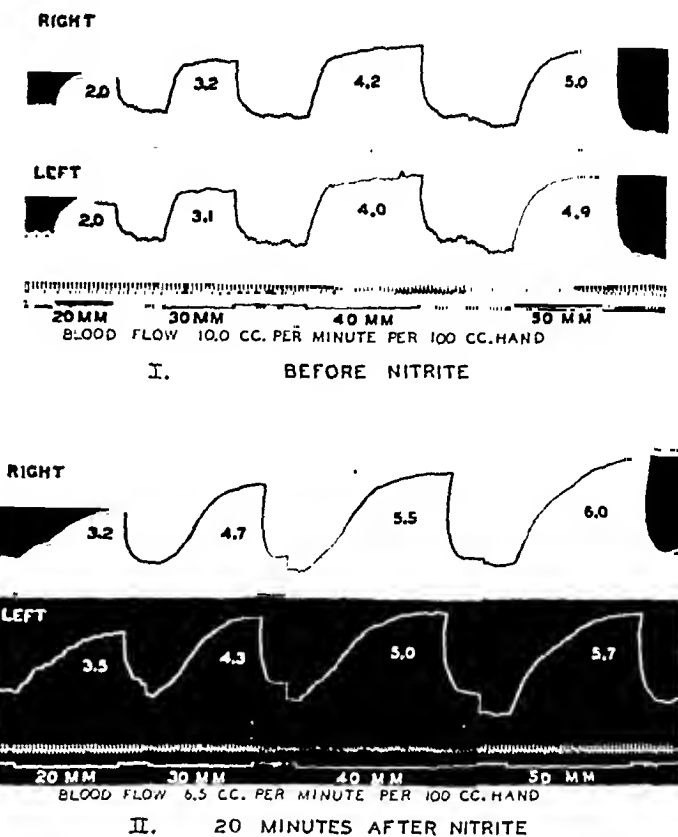 RIGHT
2.0 3.2 4.2 5.0
LEFT
2.0 3.1 4.0 4.9
20 MM 30 MM 40 MM 50 MM
BLOOD FLOW 10.0 CC. PER MINUTE PER 100 CC. HAND
I. BEFORE NITRITE
RIGHT
3.2 4.7 5.5 6.0
LEFT
3.5 4.3 5.0 5.7
20 MM 30 MM 40 MM 50 MM
BLOOD FLOW 6.5 CC. PER MINUTE PER 100 CC. HAND
II. 20 MINUTES AFTER NITRITE